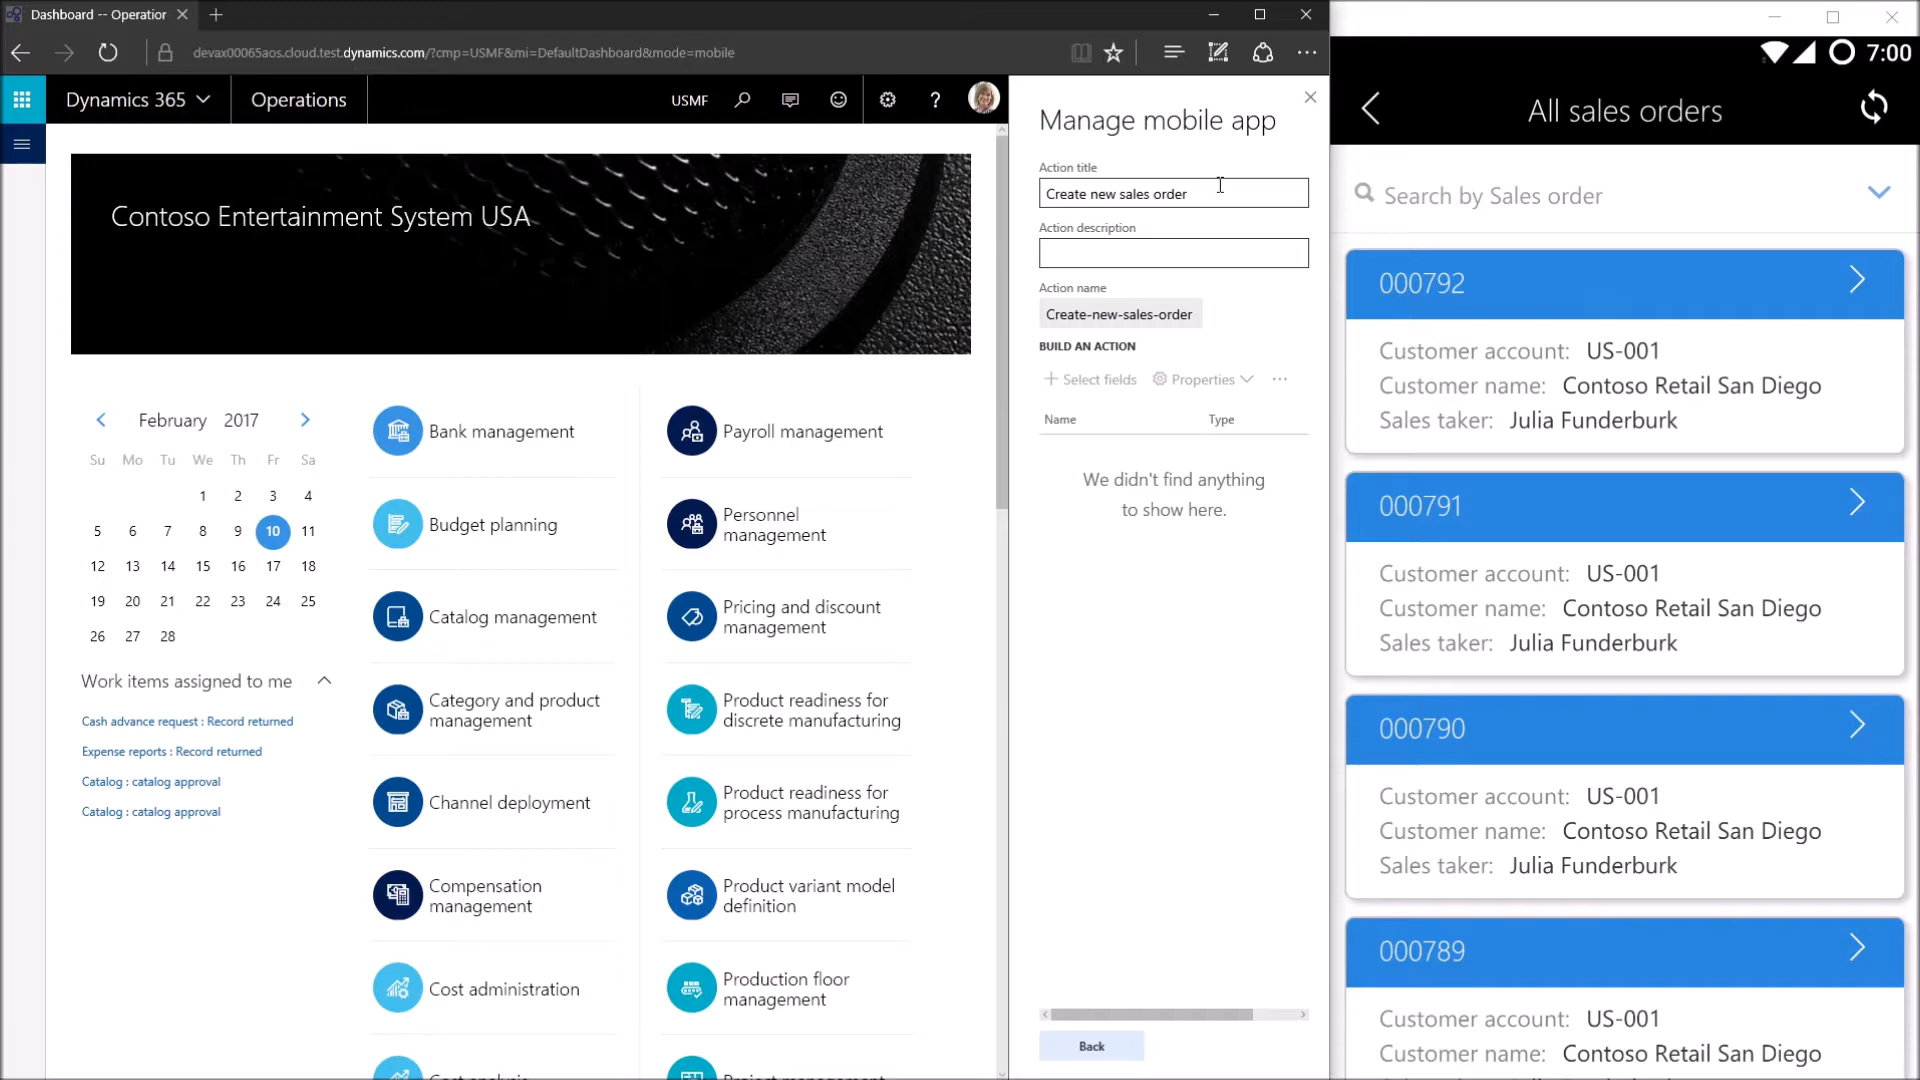 Dashboard -- Operatior
devax00065aos.cloud.test.dynamics.com/?cmp=USMF&mi=DefaultDashboard&mode=mobile
Dynamics 365
Operations
USMF
?
Contoso Entertainment System USA
February 2017
Su Mo Tu We Th Fr Sa
1 2 3 4
5 6 7 8 9 10 11
12 13 14 15 16 17 18
19 20 21 22 23 24 25
26 27 28
Work items assigned to me
Cash advance request : Record returned
Expense reports : Record returned
Catalog : catalog approval
Catalog : catalog approval
Bank management
Budget planning
Catalog management
Category and product
management
Channel deployment
Compensation
management
Cost administration
Cost analysis
Payroll management
Personnel
management
Pricing and discount
management
Product readiness for
discrete manufacturing
Product readiness for
process manufacturing
Product variant model
definition
Production floor
management
Project management
Manage mobile app
Action title
Create new sales order
Action description
Action name
Create-new-sales-order
BUILD AN ACTION
Select fields
Properties
Name
Type
We didn't find anything
to show here.
Back
7:00
All sales orders
Search by Sales order
000792
Customer account: US-001
Customer name: Contoso Retail San Diego
Sales taker: Julia Funderburk
000791
Customer account: US-001
Customer name: Contoso Retail San Diego
Sales taker: Julia Funderburk
000790
Customer account: US-001
Customer name: Contoso Retail San Diego
Sales taker: Julia Funderburk
000789
Customer account: US-001
Customer name: Contoso Retail San Diego